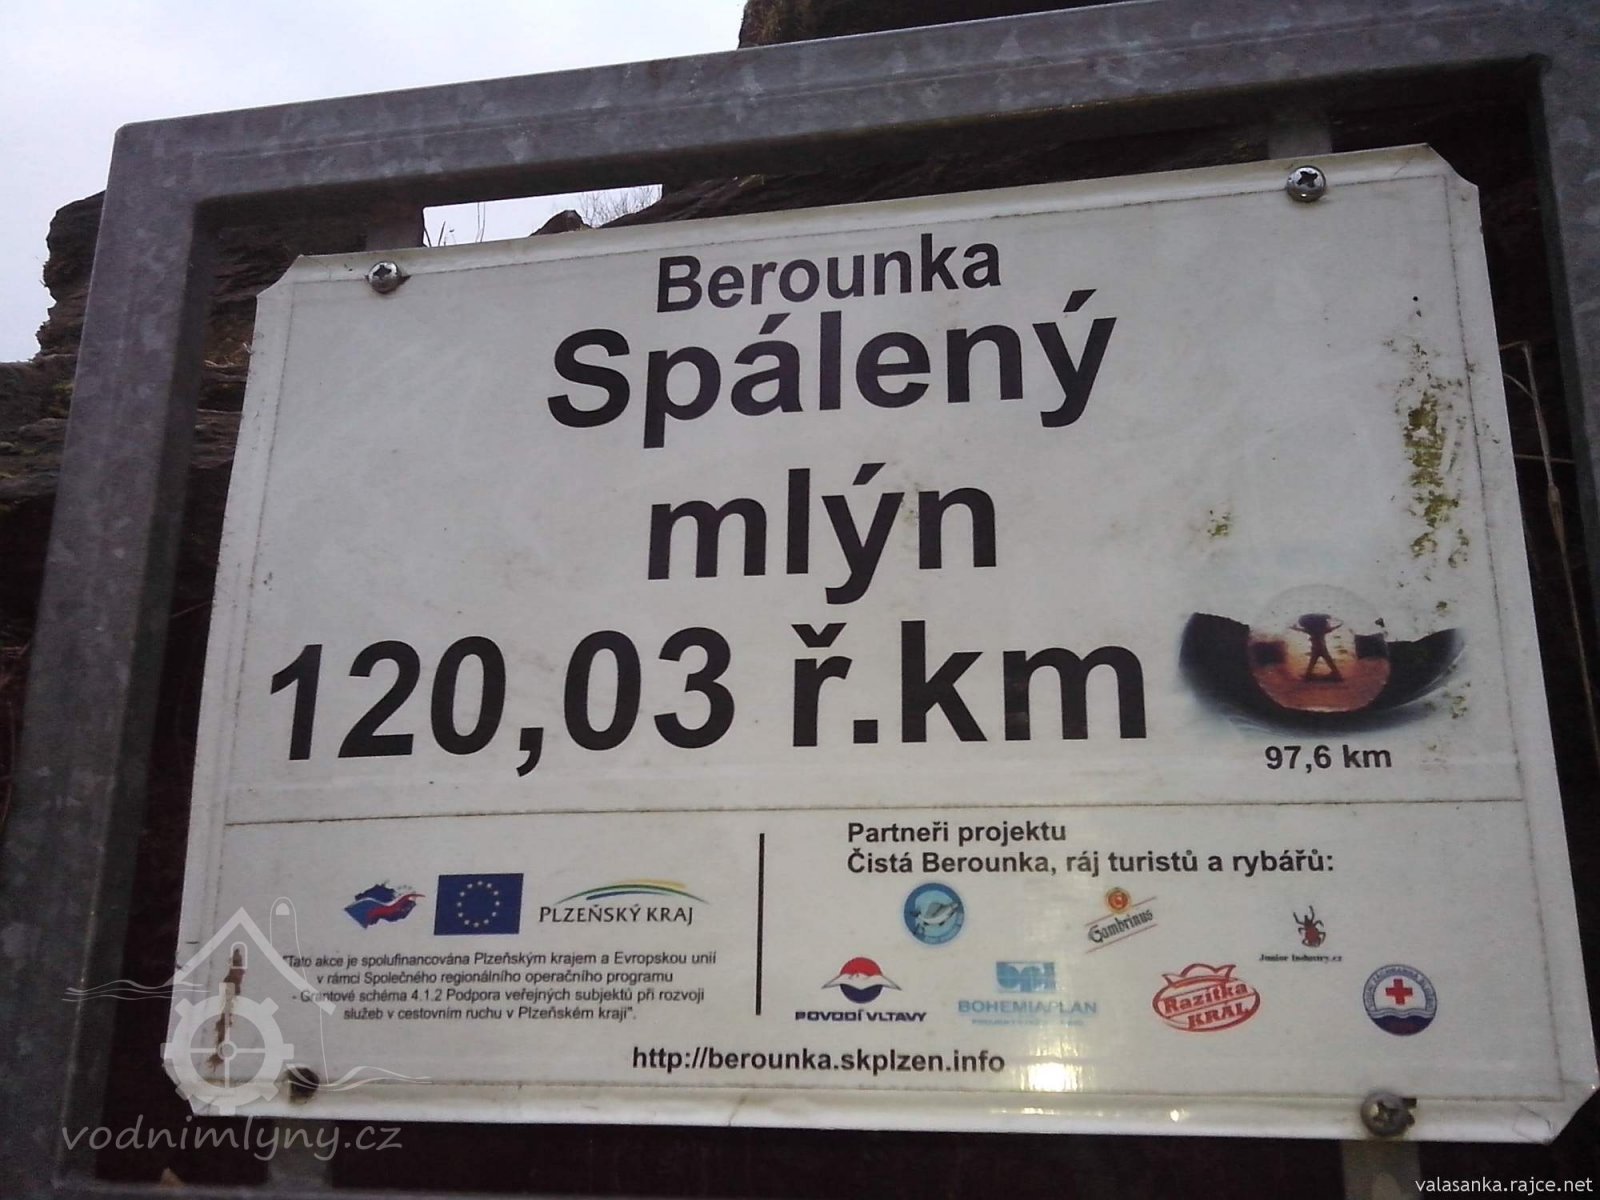 Berounka
Spálený
mlýn
120,03 ř.km
97,6 km
Partneři projektu
Čistá Berounka, ráj turistů a rybářů:
PLZEŇSKÝ KRAJ
"Tato akce je spolufinancována Plzeňským krajem a Evropskou unií
v rámci Společného regionálního operačního programu
- Grantové schéma 4.1.2 Podpora veřejných subjektů při rozvoji
služeb v cestovním ruchu v Plzeňském kraji".
Gambrinus
Junior Industry.cz
POVODÍ VLTAVY
BOHEMIAPLAN
Razítka
KRAL
http://berounka.skplzen.info
vodnimlyny.cz
valasanka.rajce.net